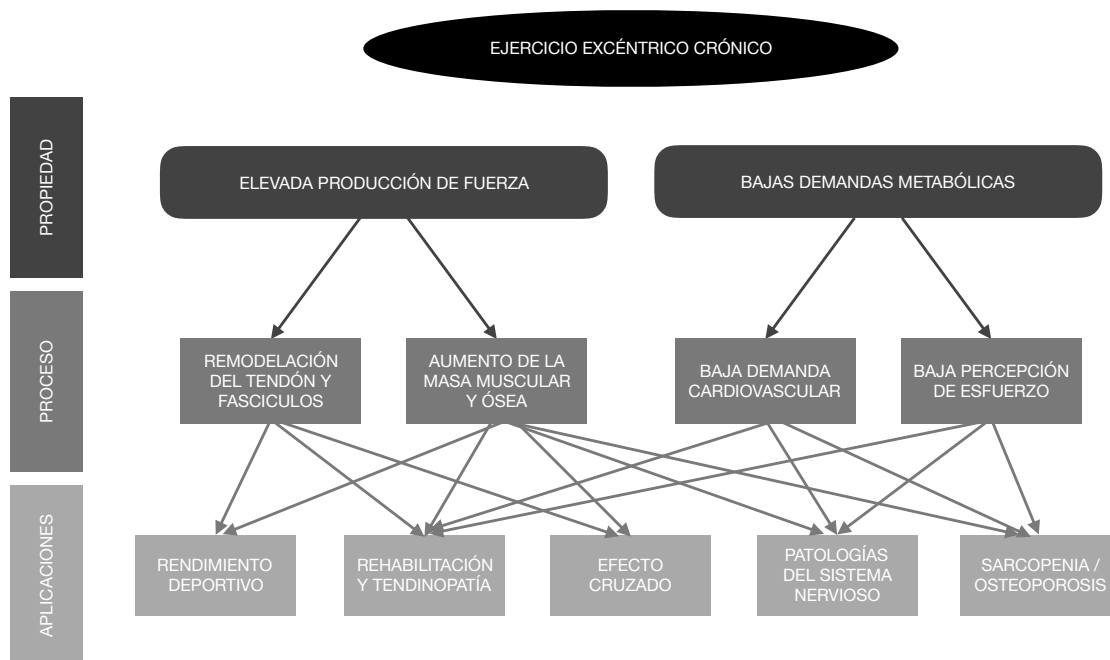 EJERCICIO EXCÉNTRICO CRÓNICO
PROPIEDAD
ELEVADA PRODUCCIÓN DE FUERZA
BAJAS DEMANDAS METABÓLICAS
PROCESO
REMODELACIÓN
DEL TENDÓN Y
FASCICULOS
AUMENTO DE LA
MASA MUSCULAR
Y ÓSEA
BAJA DEMANDA
CARDIOVASCULAR
BAJA PERCEPCIÓN
DE ESFUERZO
APLICACIONES
RENDIMIENTO
DEPORTIVO
REHABILITACIÓN
Y TENDINOPATÍA
EFECTO
CRUZADO
PATOLOGÍAS
DEL SISTEMA
NERVIOSO
SARCOPENIA /
OSTEOPOROSIS